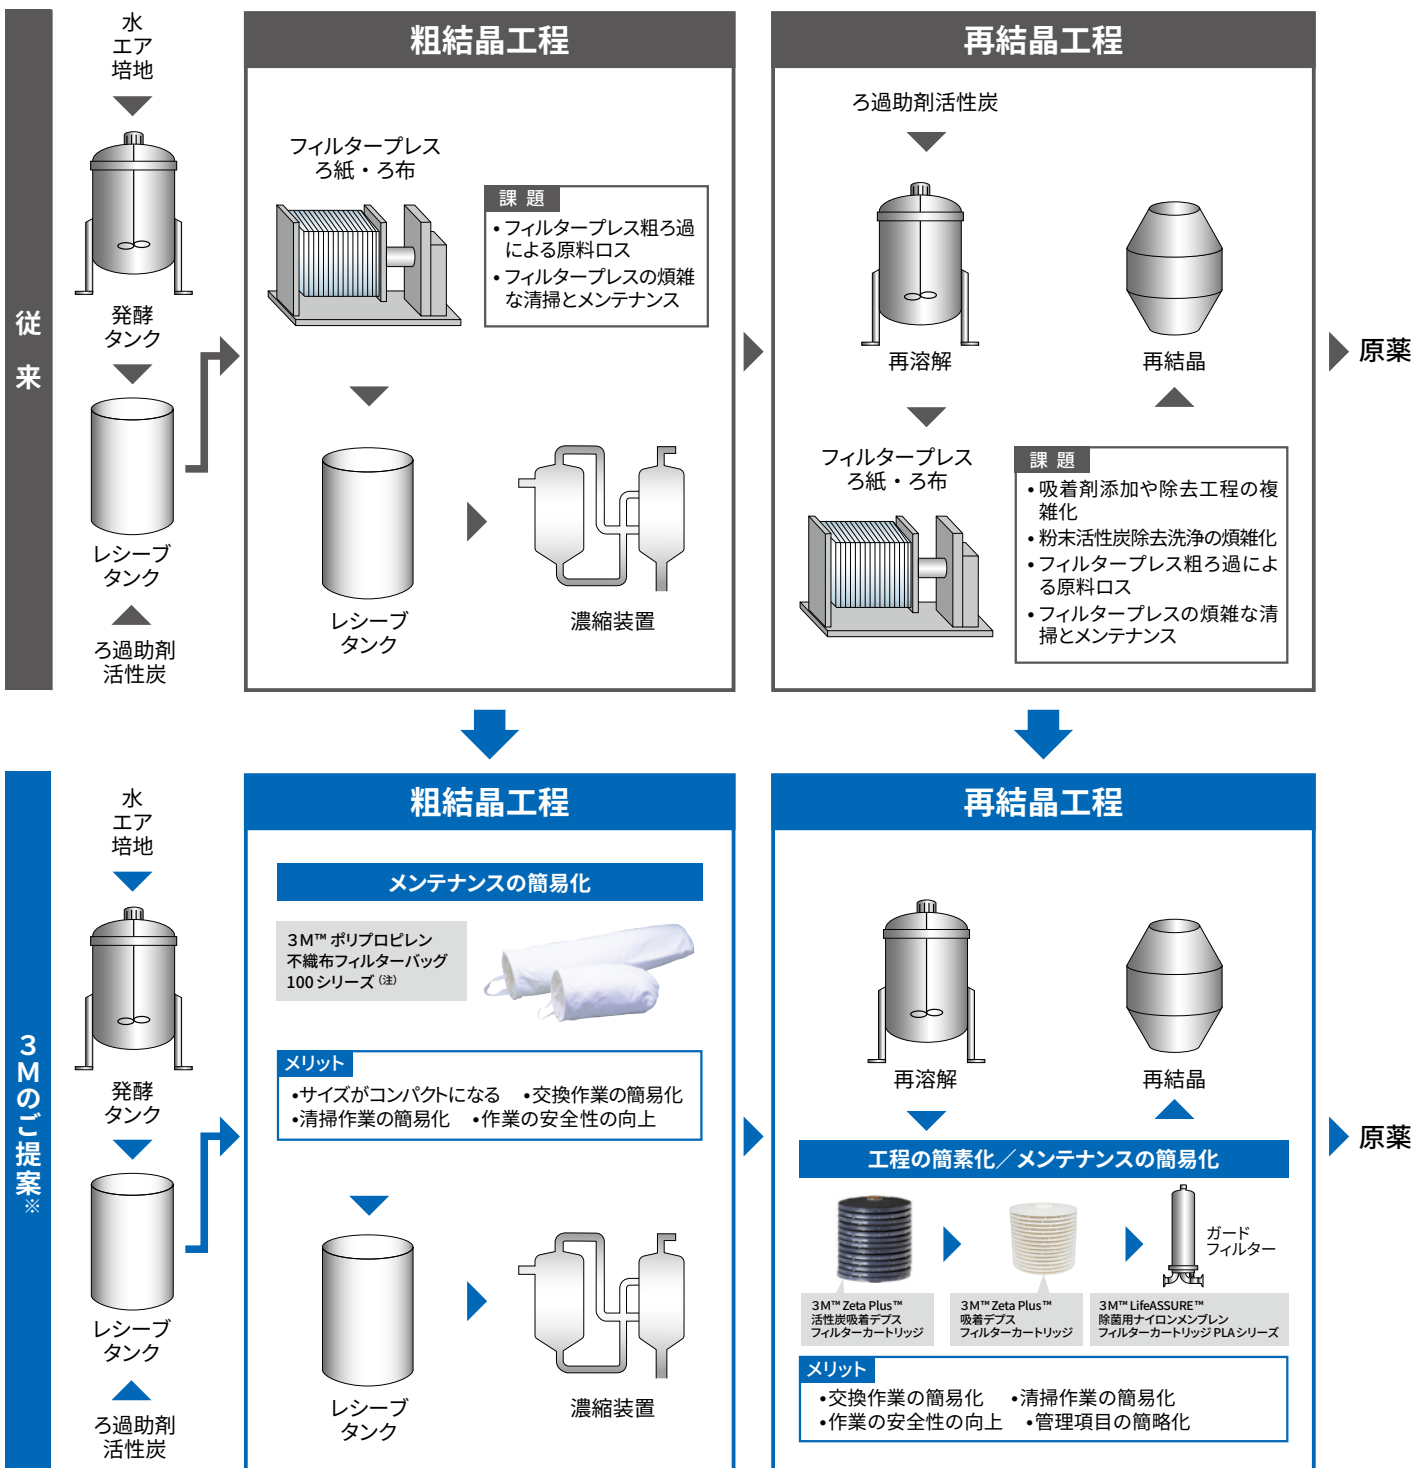 従来
水
エア
培地
発酵
タンク
レシーブ
タンク
ろ過助剤
活性炭
粗結晶工程
フィルタープレス
ろ紙・ろ布
課 題
•フィルタープレス粗ろ過
による原料ロス
•フィルタープレスの煩雑
な清掃とメンテナンス
レシーブ
タンク
濃縮装置
再結晶工程
ろ過助剤活性炭
再溶解
再結晶
フィルタープレス
ろ紙・ろ布
課 題
•吸着剤添加や除去工程の複
雑化
•粉末活性炭除去洗浄の煩雑化
•フィルタープレス粗ろ過によ
る原料ロス
•フィルタープレスの煩雑な清
掃とメンテナンス
原薬
3Mのご提案※
水
エア
培地
発酵
タンク
レシーブ
タンク
ろ過助剤
活性炭
粗結晶工程
メンテナンスの簡易化
3M™ ポリプロピレン
不織布フィルターバッグ
100シリーズ(注)
メリット
•サイズがコンパクトになる •交換作業の簡易化
•清掃作業の簡易化 •作業の安全性の向上
レシーブ
タンク
濃縮装置
再結晶工程
再溶解
再結晶
工程の簡素化／メンテナンスの簡易化
ガード
フィルター
3M™ Zeta Plus™
活性炭吸着デプス
フィルターカートリッジ
3M™ Zeta Plus™
吸着デプス
フィルターカートリッジ
3M™ LifeASSURE™
除菌用ナイロンメンブレン
フィルターカートリッジ PLAシリーズ
メリット
•交換作業の簡易化 •清掃作業の簡易化
•作業の安全性の向上 •管理項目の簡略化
原薬